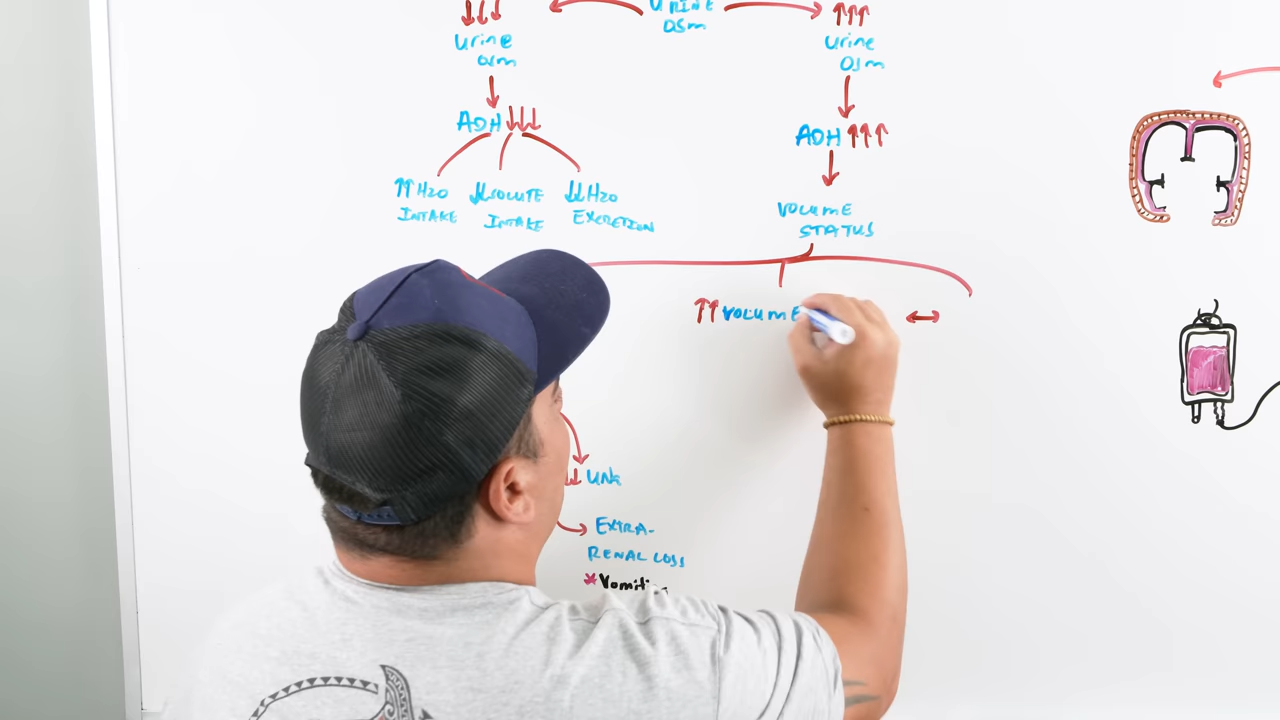 URINE
OSM
↓↓↓
Urine
osm
↑↑↑
Urine
Osm
ADH ↓↓↓
ADH ↑↑↑
↑↑ H2O
INTAKE
↓↓ SOLUTE
INTAKE
↓↓ H2O
EXCRETION
VOLUME
STATUS
↑↑ VOLUME
↔
↓↓ UNa
EXTRA-
RENAL LOSS
* Vomiting